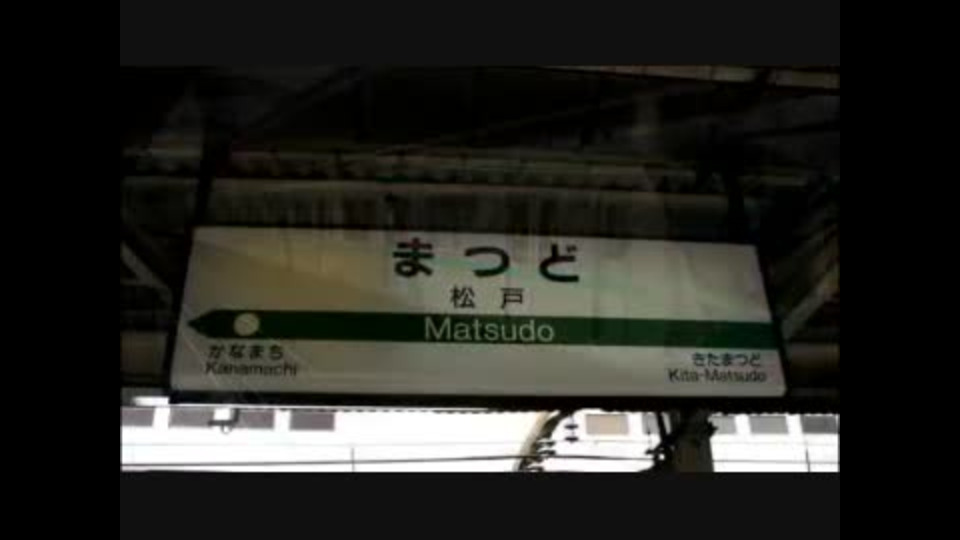 まつど
松戸
Matsudo
かなまち
Kanamachi
きたまつど
Kita-Matsudo